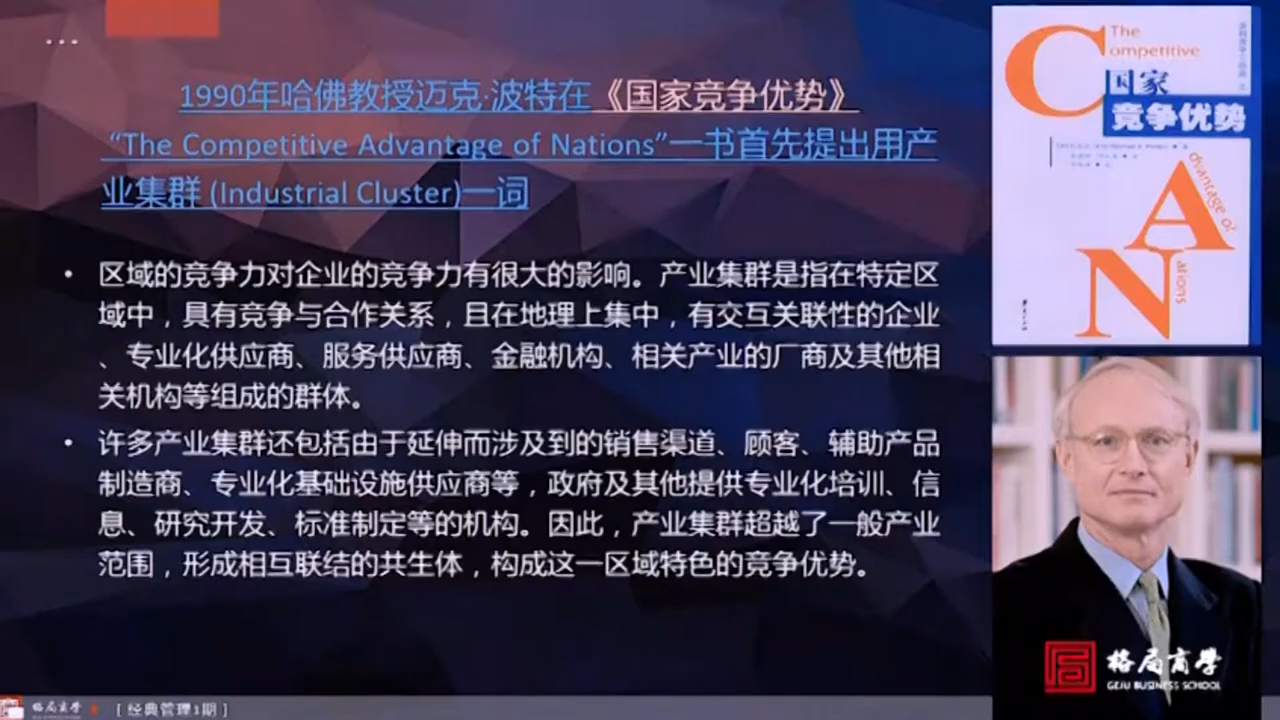 1990年哈佛教授迈克·波特在《国家竞争优势》
“The Competitive Advantage of Nations”一书首先提出用产
业集群 (Industrial Cluster)一词
• 区域的竞争力对企业的竞争力有很大的影响。产业集群是指在特定区
域中，具有竞争与合作关系，且在地理上集中，有交互关联性的企业
、专业化供应商、服务供应商、金融机构、相关产业的厂商及其他相
关机构等组成的群体。
• 许多产业集群还包括由于延伸而涉及到的销售渠道、顾客、辅助产品
制造商、专业化基础设施供应商等，政府及其他提供专业化培训、信
息、研究开发、标准制定等的机构。因此，产业集群超越了一般产业
范围，形成相互联结的共生体，构成这一区域特色的竞争优势。
The
Competitive
国家
竞争优势
Advantage of
Nations
格局商学
GEJU BUSINESS SCHOOL
格局商学
[ 经典管理1期 ]